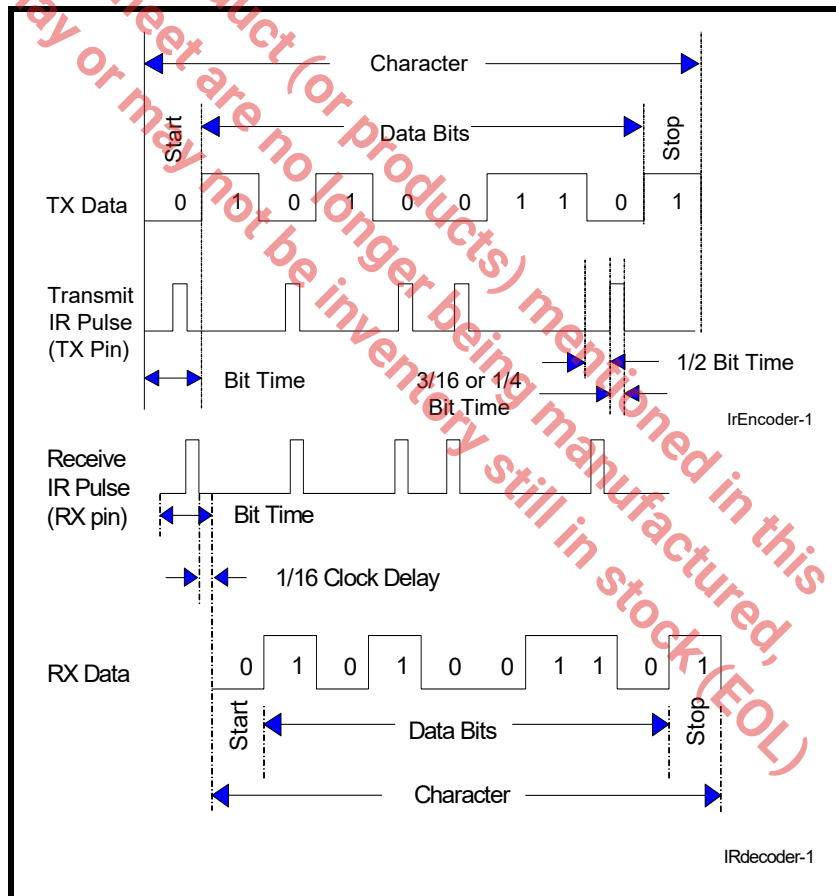 Character
Start
Data Bits
Stop
TX Data
0 1 0 1 0 0 1 1 0 1
Transmit
IR Pulse
(TX Pin)
Bit Time
3/16 or 1/4
Bit Time
1/2 Bit Time
IrEncoder-1
Receive
IR Pulse
(RX pin)
Bit Time
1/16 Clock Delay
RX Data
0 1 0 1 0 0 1 1 0 1
Start
Data Bits
Stop
Character
IRdecoder-1
duct (or products) mentioned in this
heet are no longer being manufactured,
may or may not be inventory still in stock (EOL)